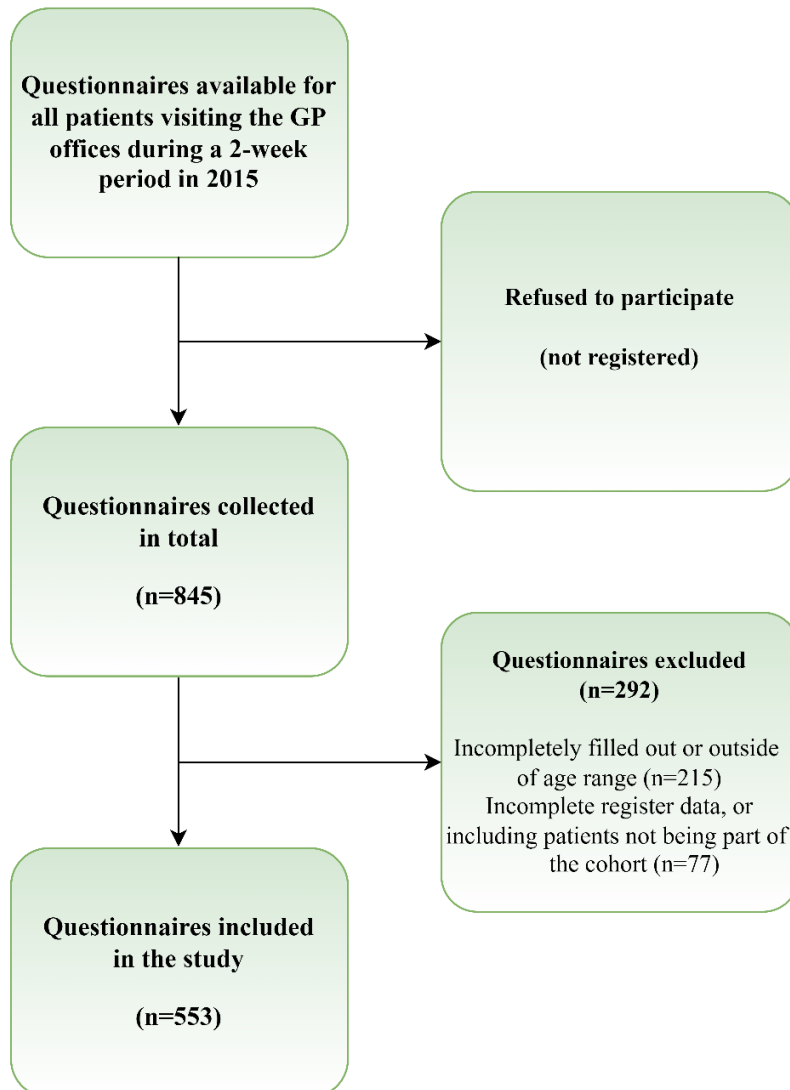 Questionnaires available for
all patients visiting the GP
offices during a 2-week
period in 2015
Refused to participate
(not registered)
Questionnaires collected
in total
(n=845)
Questionnaires excluded
(n=292)
Incompletely filled out or outside
of age range (n=215)
Incomplete register data, or
including patients not being part of
the cohort (n=77)
Questionnaires included
in the study
(n=553)